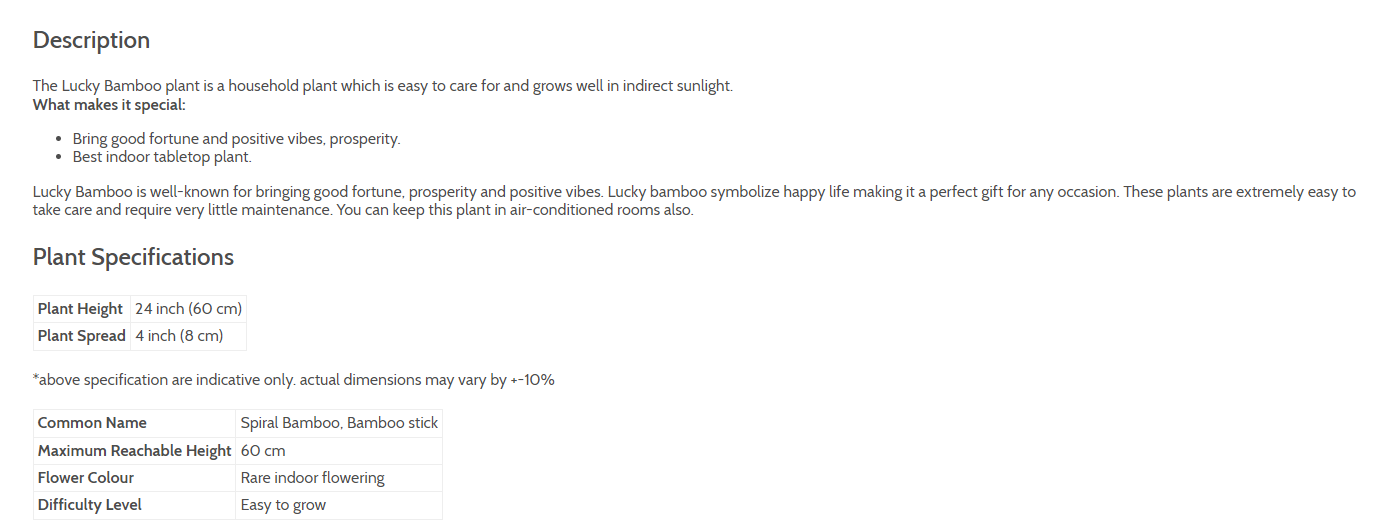 Description
The Lucky Bamboo plant is a household plant which is easy to care for and grows well in indirect sunlight.
What makes it special:
• Bring good fortune and positive vibes, prosperity.
• Best indoor tabletop plant.
Lucky Bamboo is well-known for bringing good fortune, prosperity and positive vibes. Lucky bamboo symbolize happy life making it a perfect gift for any occasion. These plants are extremely easy to
take care and require very little maintenance. You can keep this plant in air-conditioned rooms also.
Plant Specifications
Plant Height 24 inch (60 cm)
Plant Spread 4 inch (8 cm)
*above specification are indicative only. actual dimensions may vary by +-10%
Common Name Spiral Bamboo, Bamboo stick
Maximum Reachable Height 60 cm
Flower Colour Rare indoor flowering
Difficulty Level Easy to grow